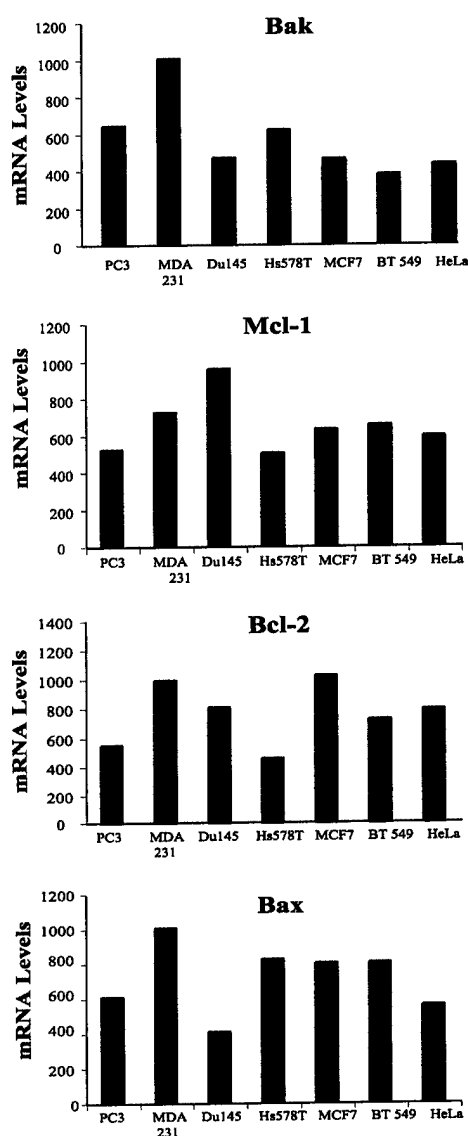 Bak
mRNA Levels
1200
1000
800
600
400
200
0
PC3 MDA Du145 Hs578T MCF7 BT 549 HeLa
231
Mcl-1
mRNA Levels
1200
1000
800
600
400
200
0
PC3 MDA Du145 Hs578T MCF7 BT 549 HeLa
231
Bcl-2
mRNA Levels
1400
1200
1000
800
600
400
200
0
PC3 MDA Du145 Hs578T MCF7 BT 549 HeLa
231
Bax
mRNA Levels
1200
1000
800
600
400
200
0
PC3 MDA Du145 Hs578T MCF7 BT 549 HeLa
231